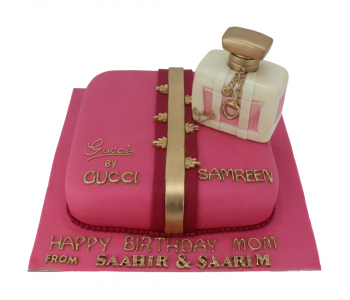 Gucci
BY
GUCCI
SAMREEN
HAPPY BIRTHDAY MOM
FROM SAAHIR & SAARIM